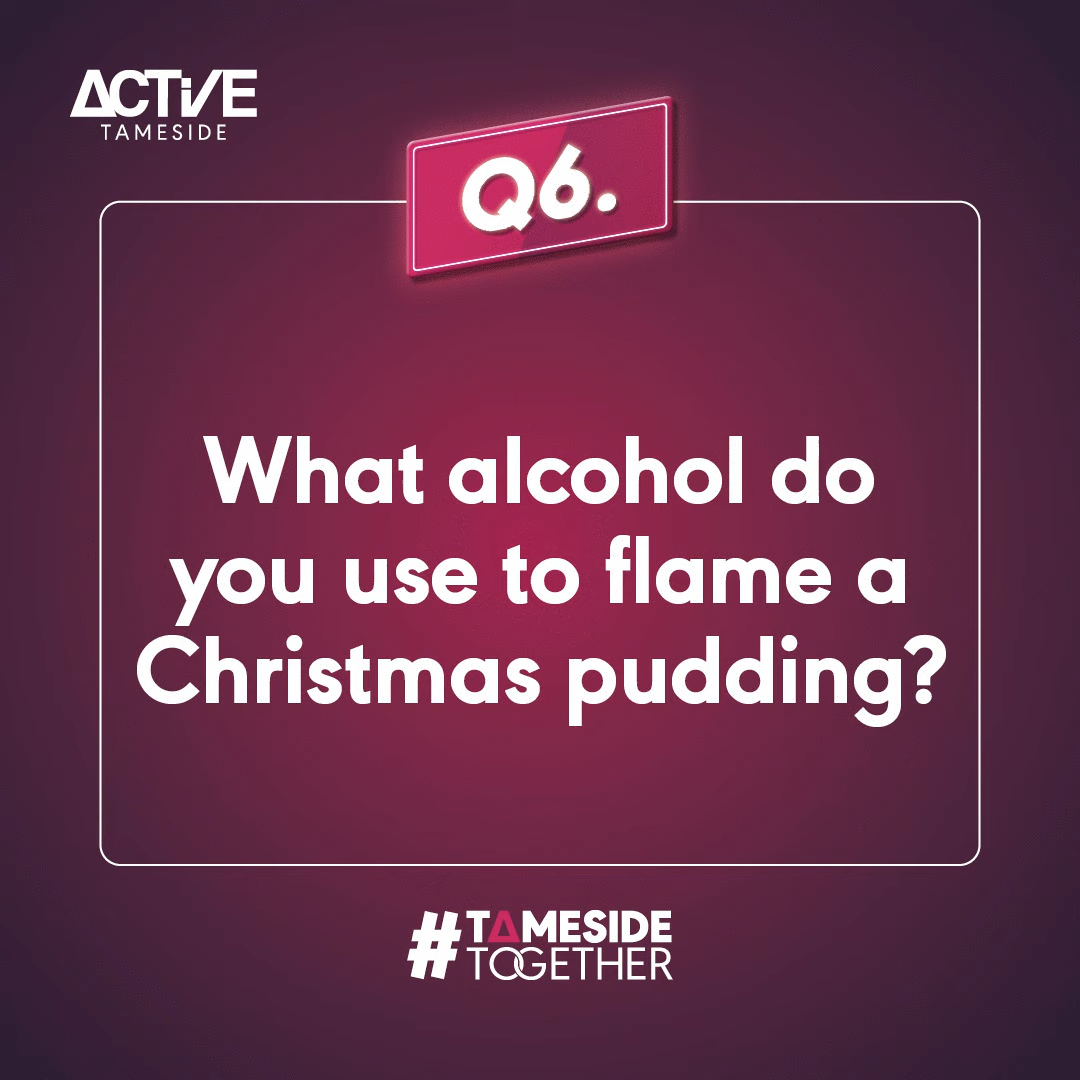 ACTIVE
TAMESIDE
Q6.
What alcohol do
you use to flame a
Christmas pudding?
#TAMESIDE
TOGETHER